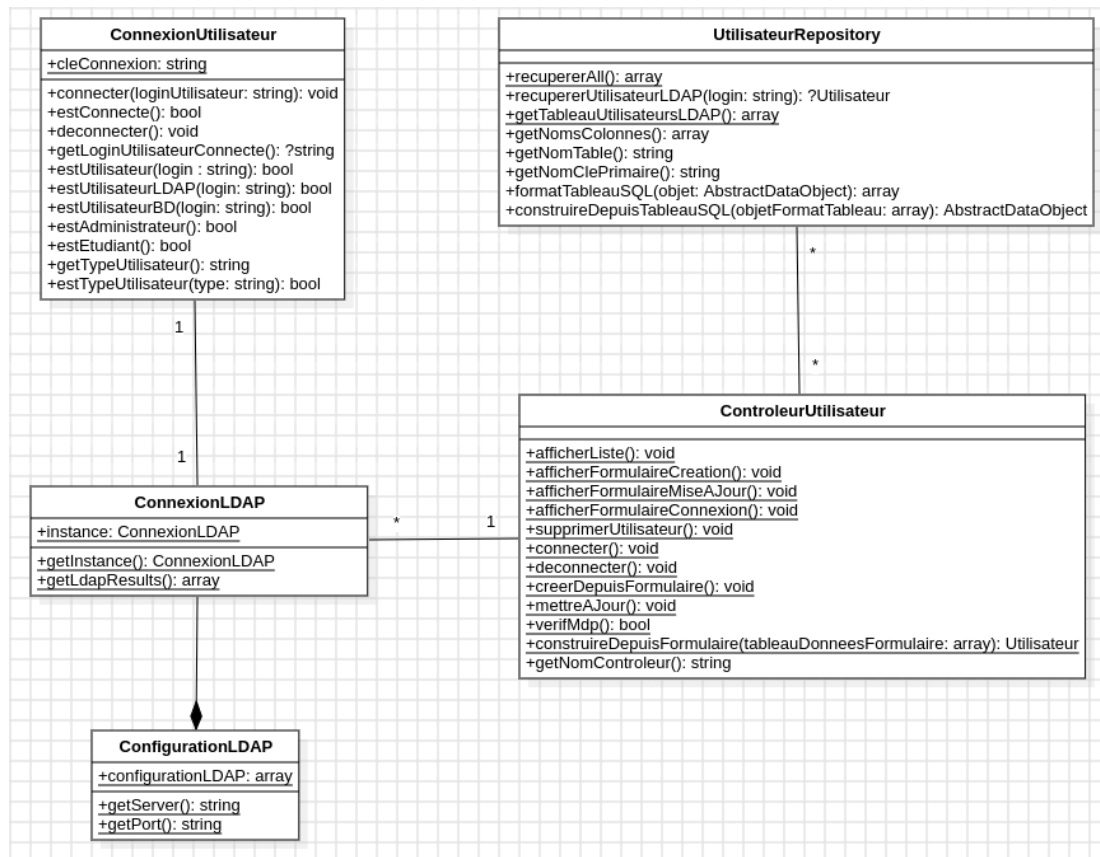 ConnexionUtilisateur
+cleConnexion: string
+connecter(loginUtilisateur: string): void
+estConnecte(): bool
+deconnecter(): void
+getLoginUtilisateurConnecte(): ?string
+estUtilisateur(login : string): bool
+estUtilisateurLDAP(login: string): bool
+estUtilisateurBD(login: string): bool
+estAdministrateur(): bool
+estEtudiant(): bool
+getTypeUtilisateur(): string
+estTypeUtilisateur(type: string): bool
UtilisateurRepository
+recupererAll(): array
+recupererUtilisateurLDAP(login: string): ?Utilisateur
+getTableauUtilisateursLDAP(): array
+getNomsColonnes(): array
+getNomTable(): string
+getNomClePrimaire(): string
+formatTableauSQL(objet: AbstractDataObject): array
+construireDepuisTableauSQL(objetFormatTableau: array): AbstractDataObject
*
*
1
1
ControleurUtilisateur
+afficherListe(): void
+afficherFormulaireCreation(): void
+afficherFormulaireMiseAJour(): void
+afficherFormulaireConnexion(): void
+supprimerUtilisateur(): void
+connecter(): void
+deconnecter(): void
+creerDepuisFormulaire(): void
+mettreAJour(): void
+verifMdp(): bool
+construireDepuisFormulaire(tableauDonneesFormulaire: array): Utilisateur
+getNomControleur(): string
ConnexionLDAP
+instance: ConnexionLDAP
+getInstance(): ConnexionLDAP
+getLdapResults(): array
* 1
ConfigurationLDAP
+configurationLDAP: array
+getServer(): string
+getPort(): string